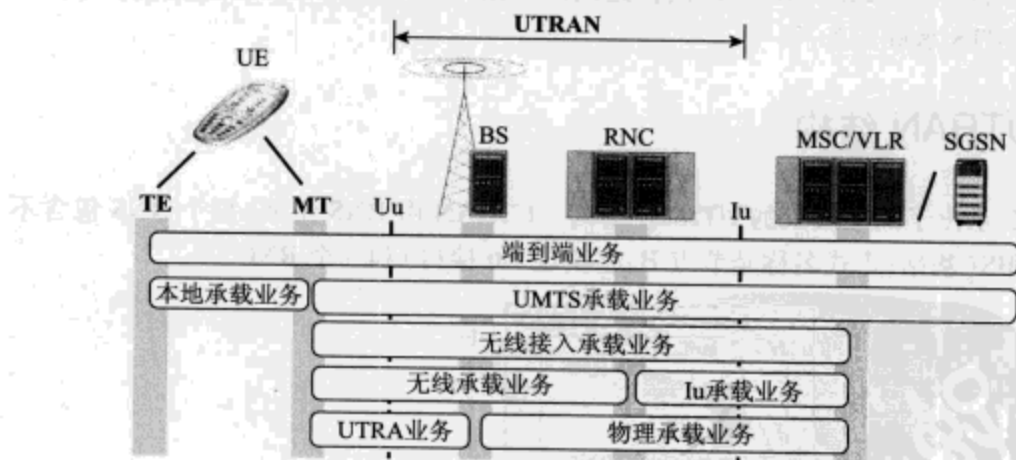 UTRAN
UE
BS
RNC
MSC/VLR
SGSN
TE
MT
Uu
Iu
端到端业务
本地承载业务
UMTS承载业务
无线接入承载业务
无线承载业务
Iu承载业务
UTRA业务
物理承载业务